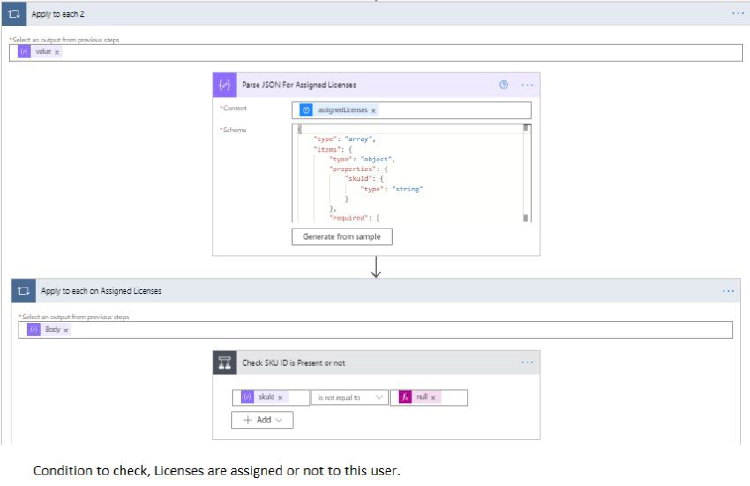 Apply to each 2
*Select an output from previous steps
value x
Parse JSON For Assigned Licenses
*Content
assignedLicenses x
*Schema
{
"type": "array",
"items": {
"type": "object",
"properties": {
"skuId": {
"type": "string"
}
},
"required": [
Generate from sample
Apply to each on Assigned Licenses
*Select an output from previous steps
Body x
Check SKU ID is Present or not
skuId x
is not equal to
fx null x
+ Add
Condition to check, Licenses are assigned or not to this user.